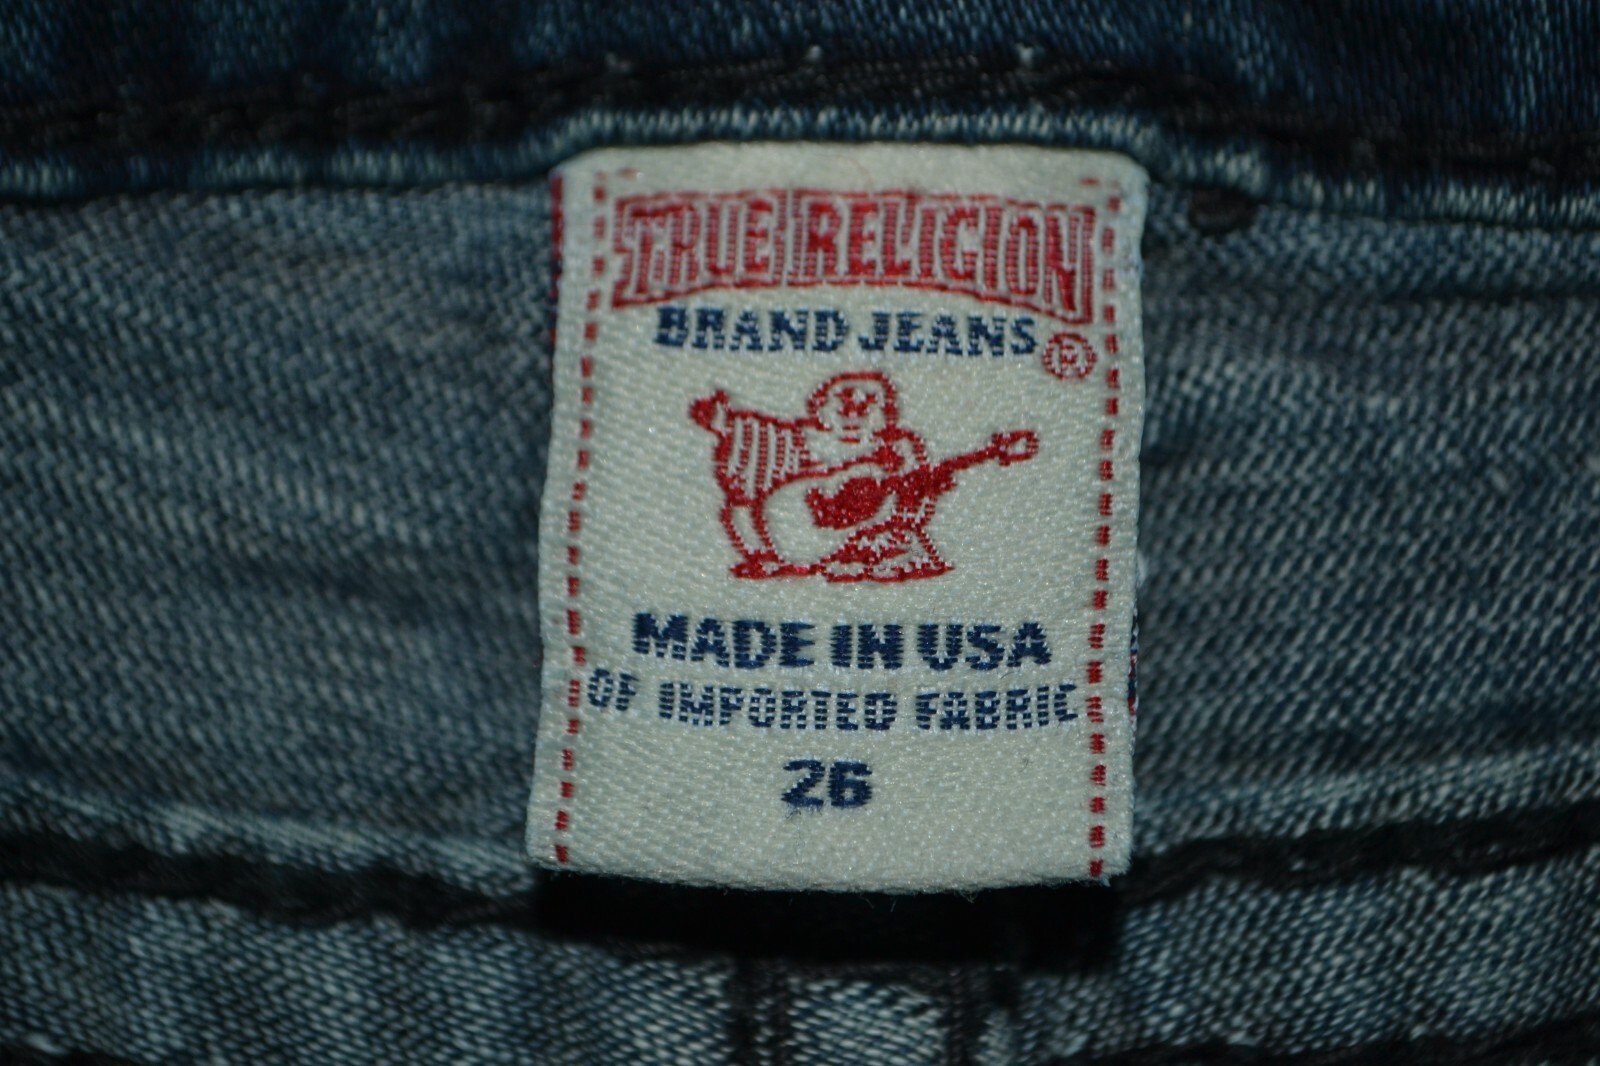 TRUE RELIGION
BRAND JEANS ®
MADE IN USA
OF IMPORTED FABRIC
26